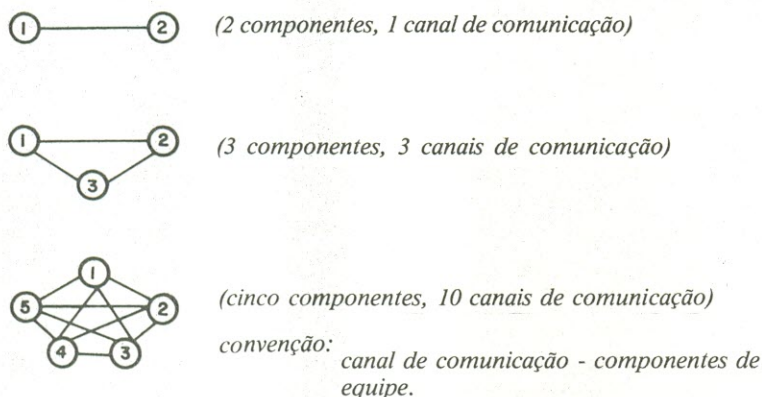 1 2 (2 componentes, 1 canal de comunicação)
1 2 (3 componentes, 3 canais de comunicação)
3
1
5 2 (cinco componentes, 10 canais de comunicação)
4 3 convenção:
canal de comunicação - componentes de
equipe.